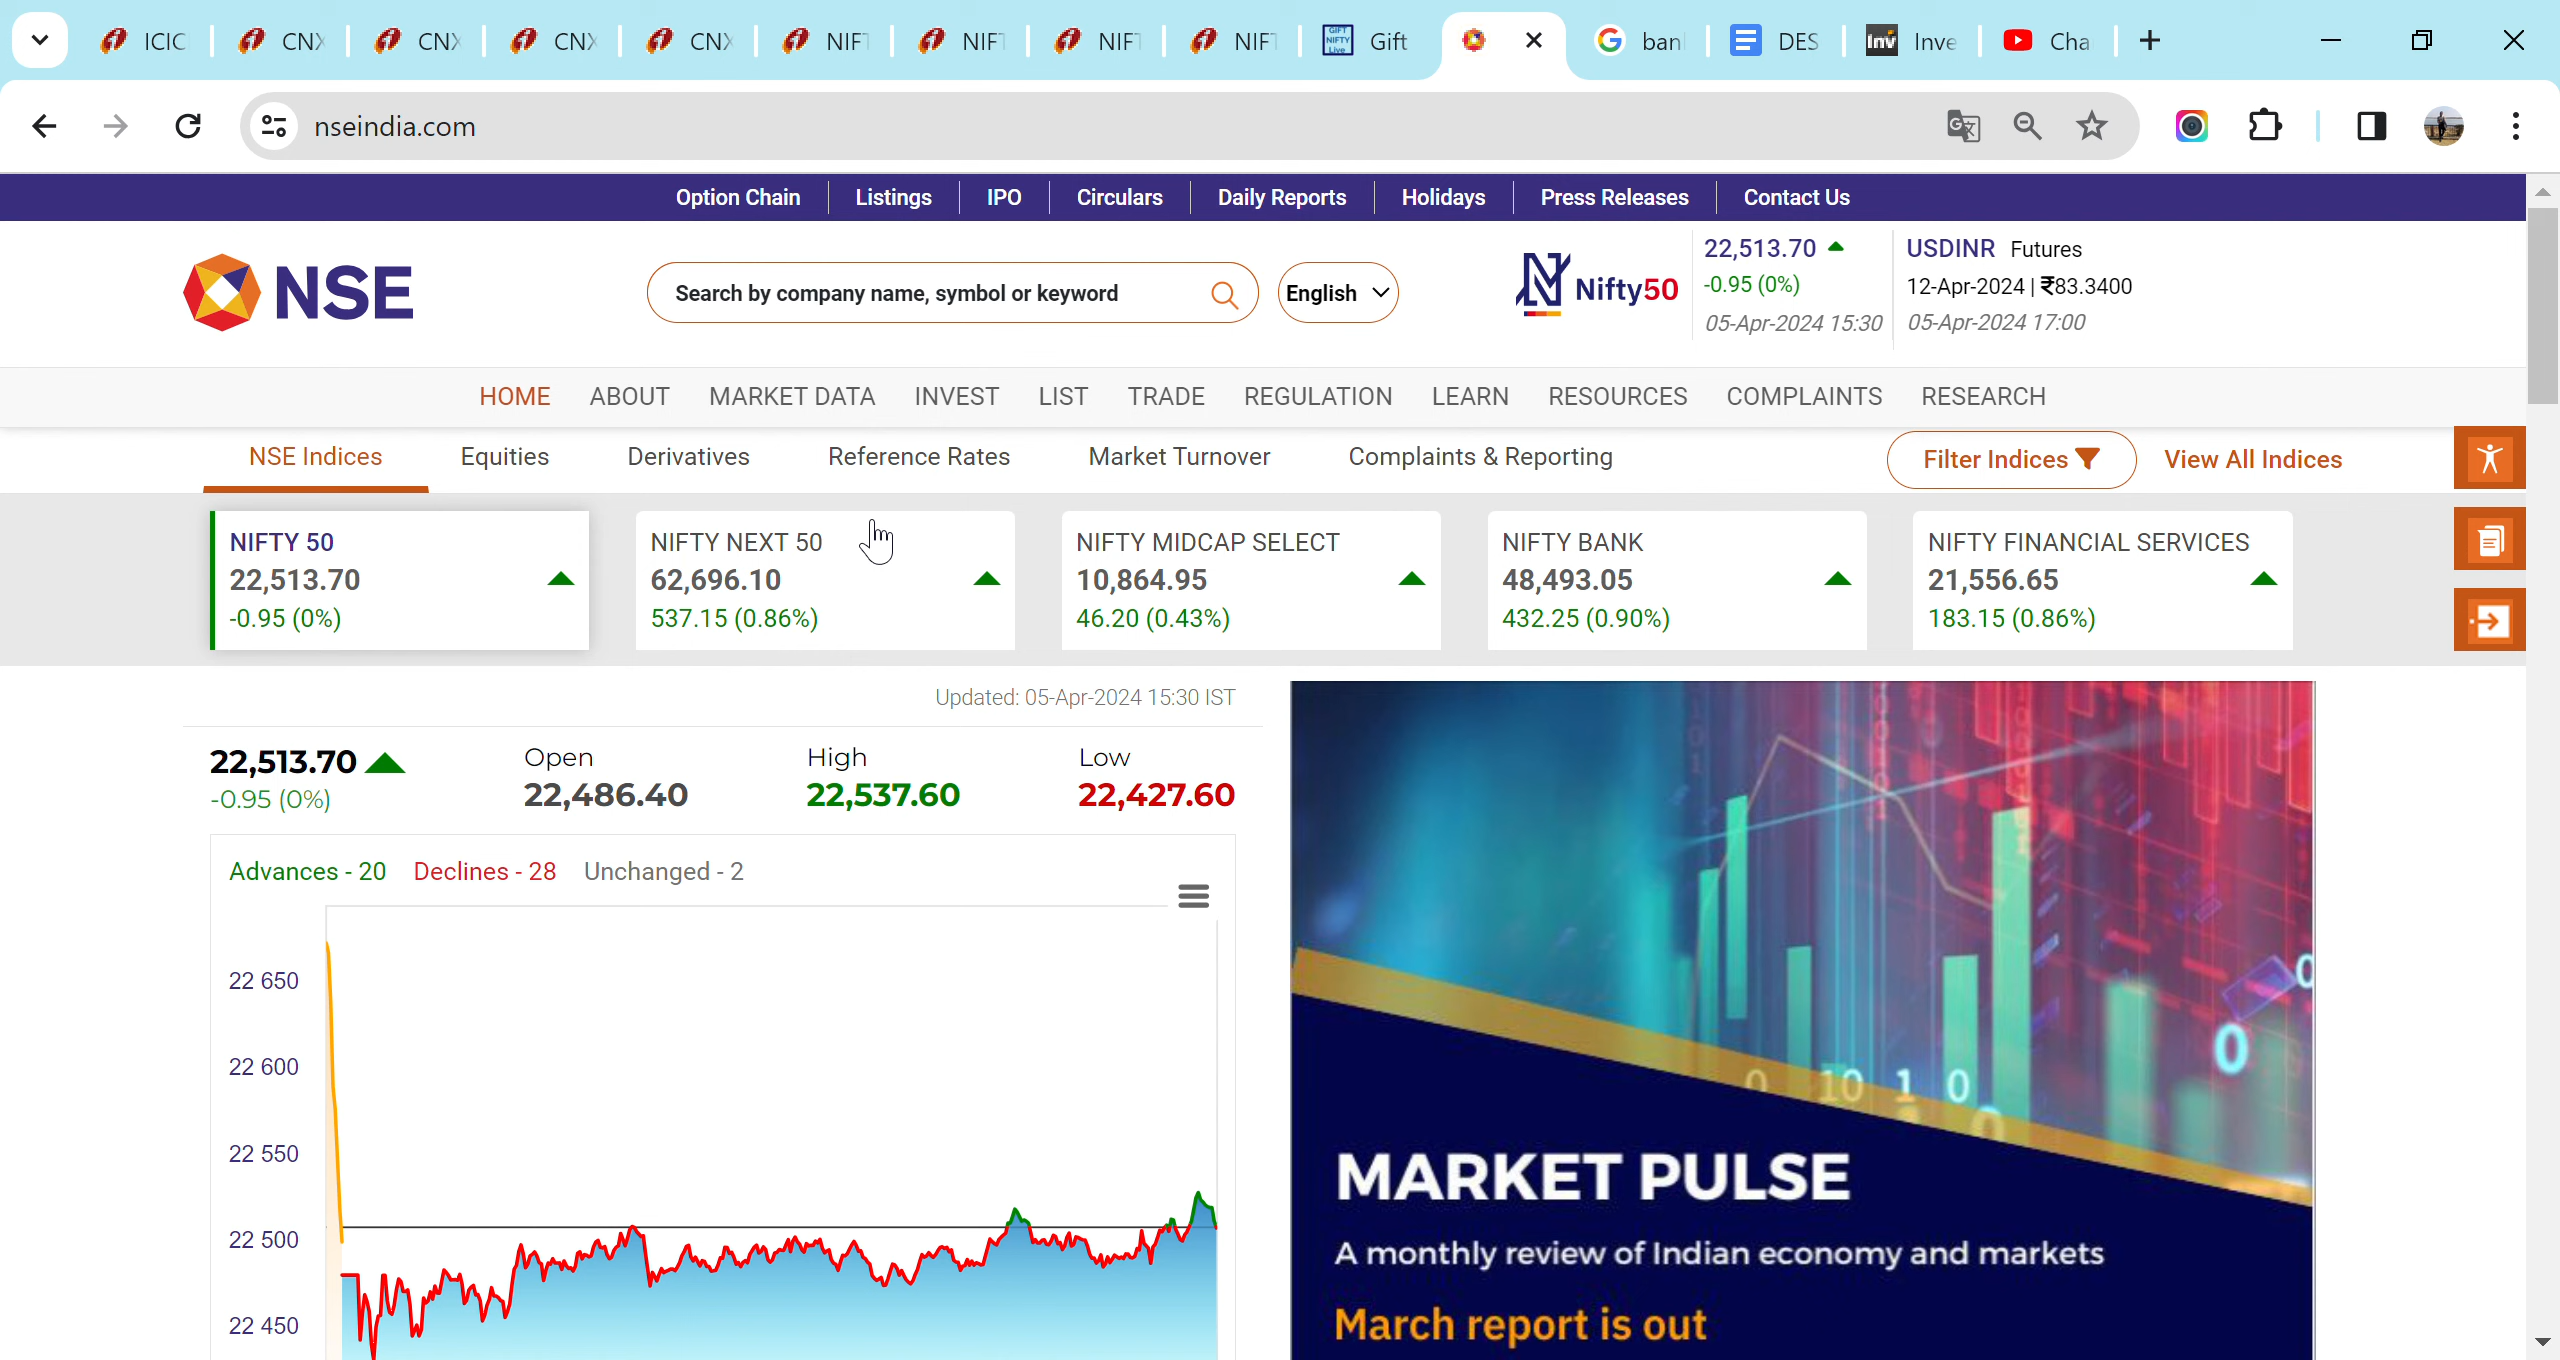 ICIC CNX CNX CNX CNX NIFT NIFT NIFT NIFT Gift ban DES Inve Cha
nseindia.com
Option Chain Listings IPO Circulars Daily Reports Holidays Press Releases Contact Us
NSE
Search by company name, symbol or keyword
English
Nifty50
22,513.70
-0.95 (0%)
05-Apr-2024 15:30
USDINR Futures
12-Apr-2024 | ₹83.3400
05-Apr-2024 17:00
HOME ABOUT MARKET DATA INVEST LIST TRADE REGULATION LEARN RESOURCES COMPLAINTS RESEARCH
NSE Indices Equities Derivatives Reference Rates Market Turnover Complaints & Reporting Filter Indices View All Indices
NIFTY 50
22,513.70
-0.95 (0%)
NIFTY NEXT 50
62,696.10
537.15 (0.86%)
NIFTY MIDCAP SELECT
10,864.95
46.20 (0.43%)
NIFTY BANK
48,493.05
432.25 (0.90%)
NIFTY FINANCIAL SERVICES
21,556.65
183.15 (0.86%)
Updated: 05-Apr-2024 15:30 IST
22,513.70
-0.95 (0%)
Open
22,486.40
High
22,537.60
Low
22,427.60
Advances - 20 Declines - 28 Unchanged - 2
22 650
22 600
22 550
22 500
22 450
MARKET PULSE
A monthly review of Indian economy and markets
March report is out